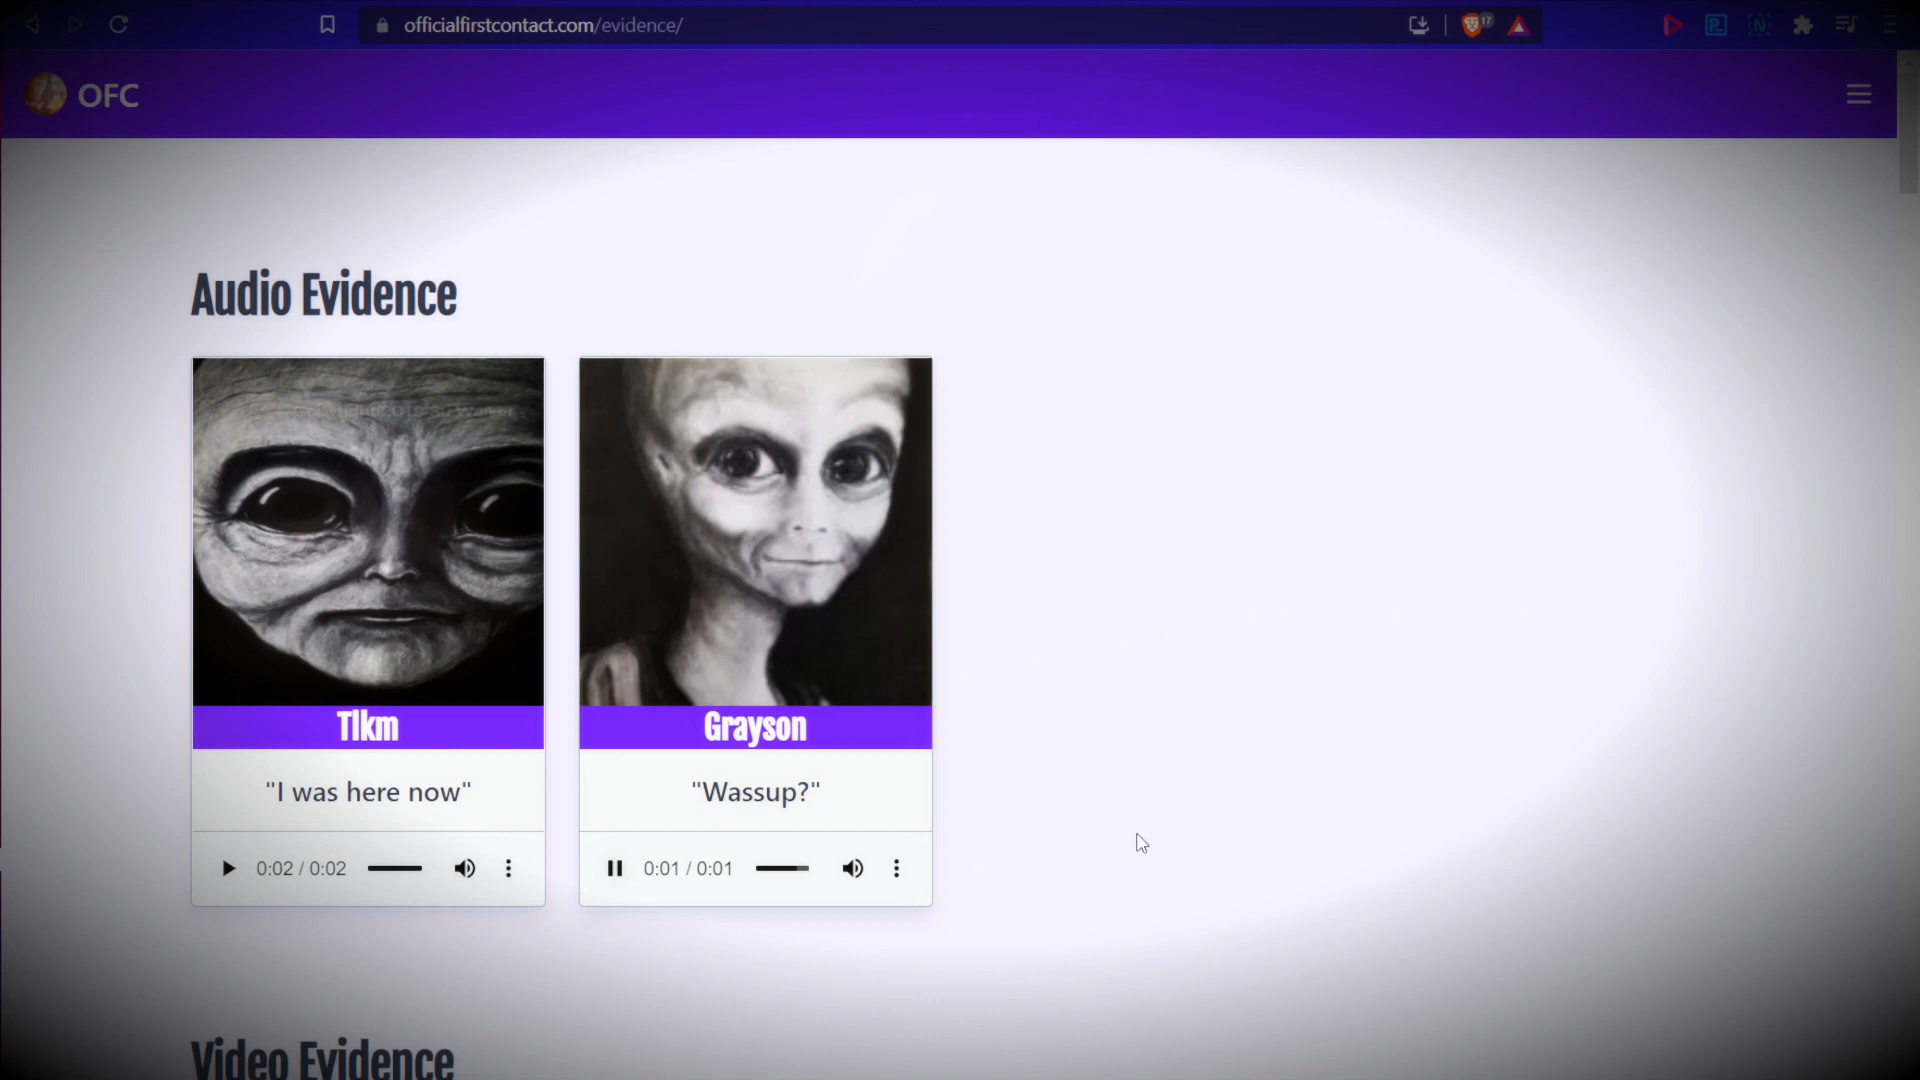 officialfirstcontact.com/evidence/
17
OFC
Audio Evidence
Tlkm
Grayson
"I was here now"
"Wassup?"
0:02 / 0:02
0:01 / 0:01
Video Evidence